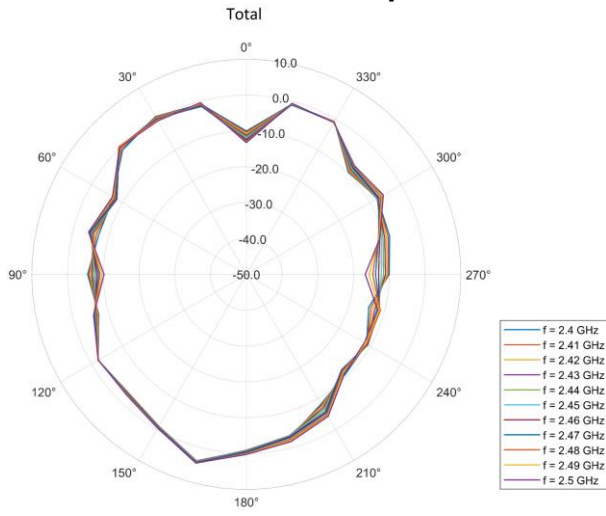 Total
0°
30°
330°
10.0
0.0
-10.0
60°
300°
-20.0
-30.0
-40.0
90°
-50.0
270°
f = 2.4 GHz
f = 2.41 GHz
f = 2.42 GHz
f = 2.43 GHz
f = 2.44 GHz
f = 2.45 GHz
f = 2.46 GHz
f = 2.47 GHz
f = 2.48 GHz
f = 2.49 GHz
f = 2.5 GHz
120°
240°
150°
210°
180°